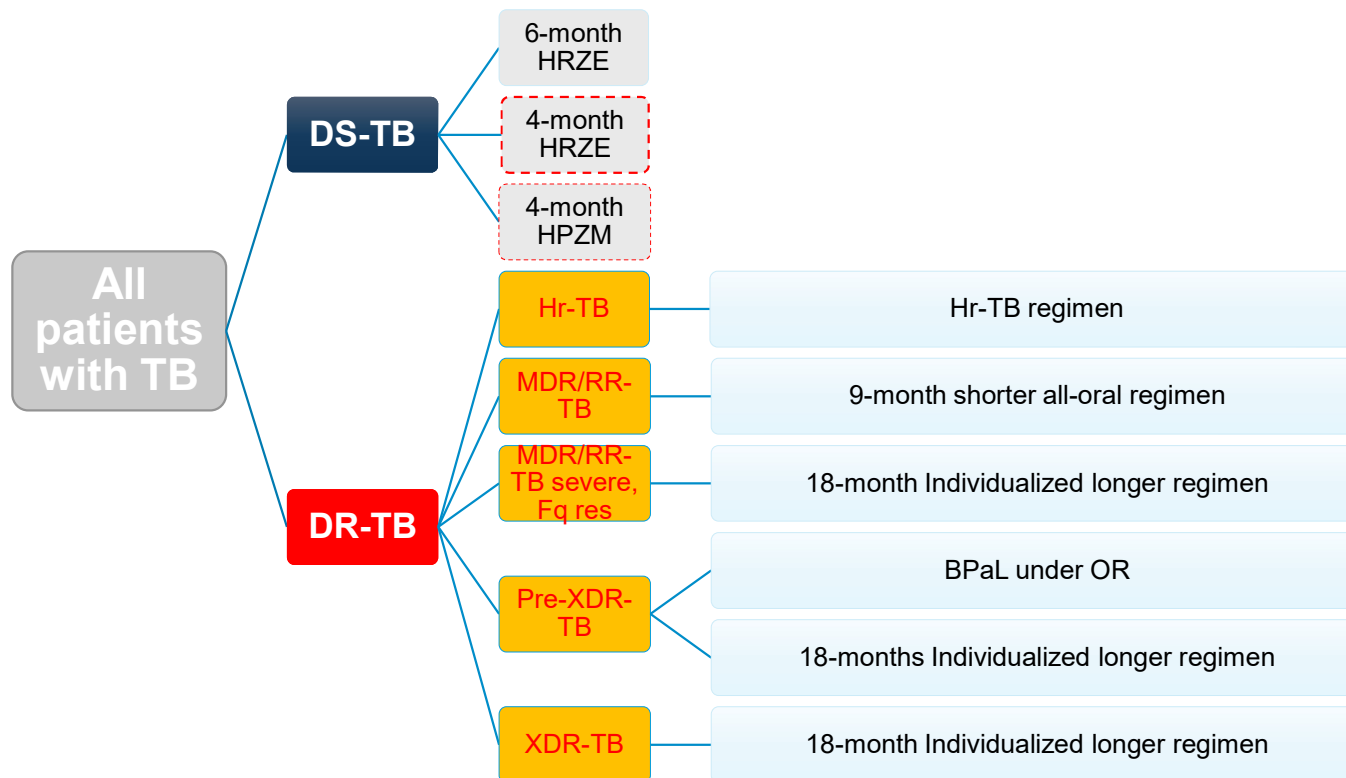 6-month
HRZE
DS-TB
4-month
HRZE
4-month
HPZM
All
patients
with TB
Hr-TB
Hr-TB regimen
MDR/RR-
TB
9-month shorter all-oral regimen
MDR/RR-
TB severe,
Fq res
18-month Individualized longer regimen
DR-TB
Pre-XDR-
TB
BPaL under OR
18-months Individualized longer regimen
XDR-TB
18-month Individualized longer regimen